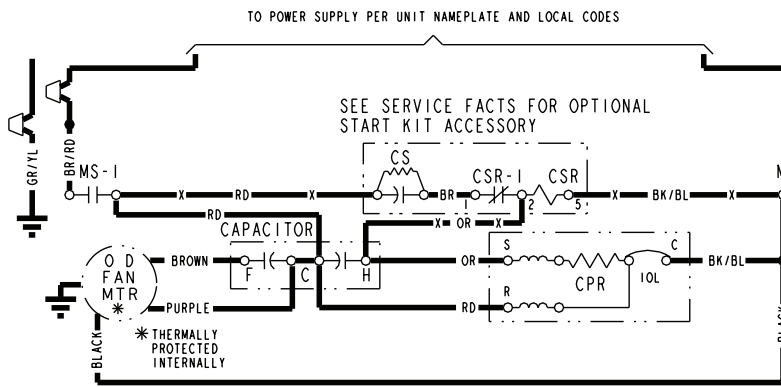 TO POWER SUPPLY PER UNIT NAMEPLATE AND LOCAL CODES
SEE SERVICE FACTS FOR OPTIONAL
START KIT ACCESSORY
GR/YL
BR/RD
MS-1
CS
CSR-1
CSR
X
RD
X
BR
1
2
5
X
BK/BL
X
M
RD
X
OR
X
CAPACITOR
O D
FAN
MTR
*
BROWN
F
C
H
OR
S
C
CPR
IOL
BK/BL
PURPLE
RD
R
* THERMALLY
PROTECTED
INTERNALLY
BLACK
BLACK